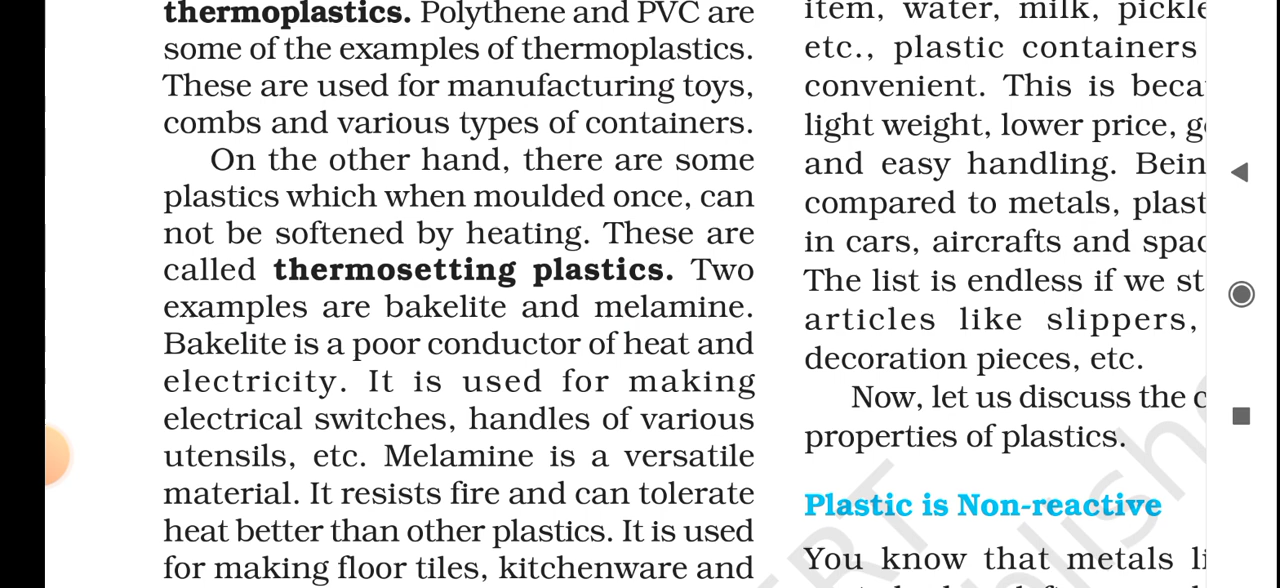 thermoplastics. Polythene and PVC are
some of the examples of thermoplastics.
These are used for manufacturing toys,
combs and various types of containers.
On the other hand, there are some
plastics which when moulded once, can
not be softened by heating. These are
called thermosetting plastics. Two
examples are bakelite and melamine.
Bakelite is a poor conductor of heat and
electricity. It is used for making
electrical switches, handles of various
utensils, etc. Melamine is a versatile
material. It resists fire and can tolerate
heat better than other plastics. It is used
for making floor tiles, kitchenware and
item, water, milk, pickle
etc., plastic containers
convenient. This is beca
light weight, lower price, g
and easy handling. Bein
compared to metals, plast
in cars, aircrafts and spac
The list is endless if we st
articles like slippers,
decoration pieces, etc.
Now, let us discuss the c
properties of plastics.
Plastic is Non-reactive
You know that metals li